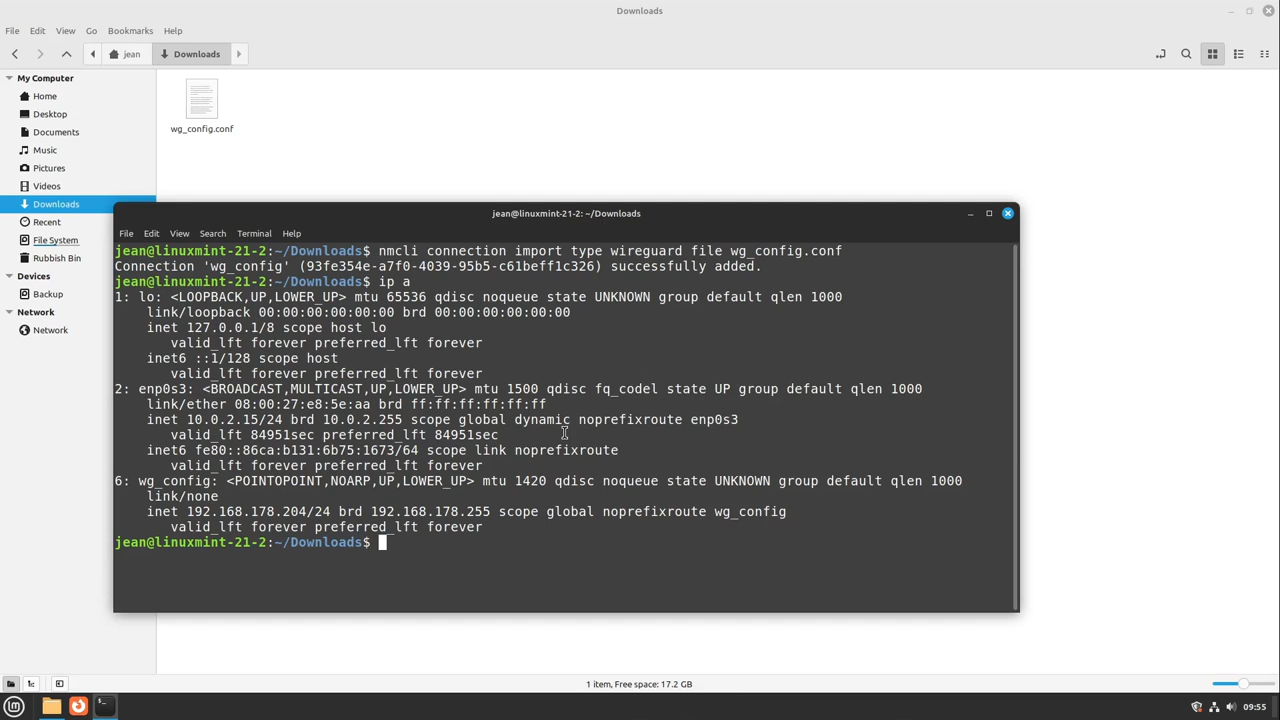 Downloads
File Edit View Go Bookmarks Help
jean Downloads
My Computer
Home
Desktop
Documents
Music
Pictures
Videos
Downloads
Recent
File System
Rubbish Bin
Devices
Backup
Network
Network
wg_config.conf
jean@linuxmint-21-2: ~/Downloads
File Edit View Search Terminal Help
jean@linuxmint-21-2:~/Downloads$ nmcli connection import type wireguard file wg_config.conf
Connection 'wg_config' (93fe354e-a7f0-4039-95b5-c61beff1c326) successfully added.
jean@linuxmint-21-2:~/Downloads$ ip a
1: lo: <LOOPBACK,UP,LOWER_UP> mtu 65536 qdisc noqueue state UNKNOWN group default qlen 1000
    link/loopback 00:00:00:00:00:00 brd 00:00:00:00:00:00
    inet 127.0.0.1/8 scope host lo
       valid_lft forever preferred_lft forever
    inet6 ::1/128 scope host
       valid_lft forever preferred_lft forever
2: enp0s3: <BROADCAST,MULTICAST,UP,LOWER_UP> mtu 1500 qdisc fq_codel state UP group default qlen 1000
    link/ether 08:00:27:e8:5e:aa brd ff:ff:ff:ff:ff:ff
    inet 10.0.2.15/24 brd 10.0.2.255 scope global dynamic noprefixroute enp0s3
       valid_lft 84951sec preferred_lft 84951sec
    inet6 fe80::86ca:b131:6b75:1673/64 scope link noprefixroute
       valid_lft forever preferred_lft forever
6: wg_config: <POINTOPOINT,NOARP,UP,LOWER_UP> mtu 1420 qdisc noqueue state UNKNOWN group default qlen 1000
    link/none
    inet 192.168.178.204/24 brd 192.168.178.255 scope global noprefixroute wg_config
       valid_lft forever preferred_lft forever
jean@linuxmint-21-2:~/Downloads$
1 item, Free space: 17.2 GB
09:55